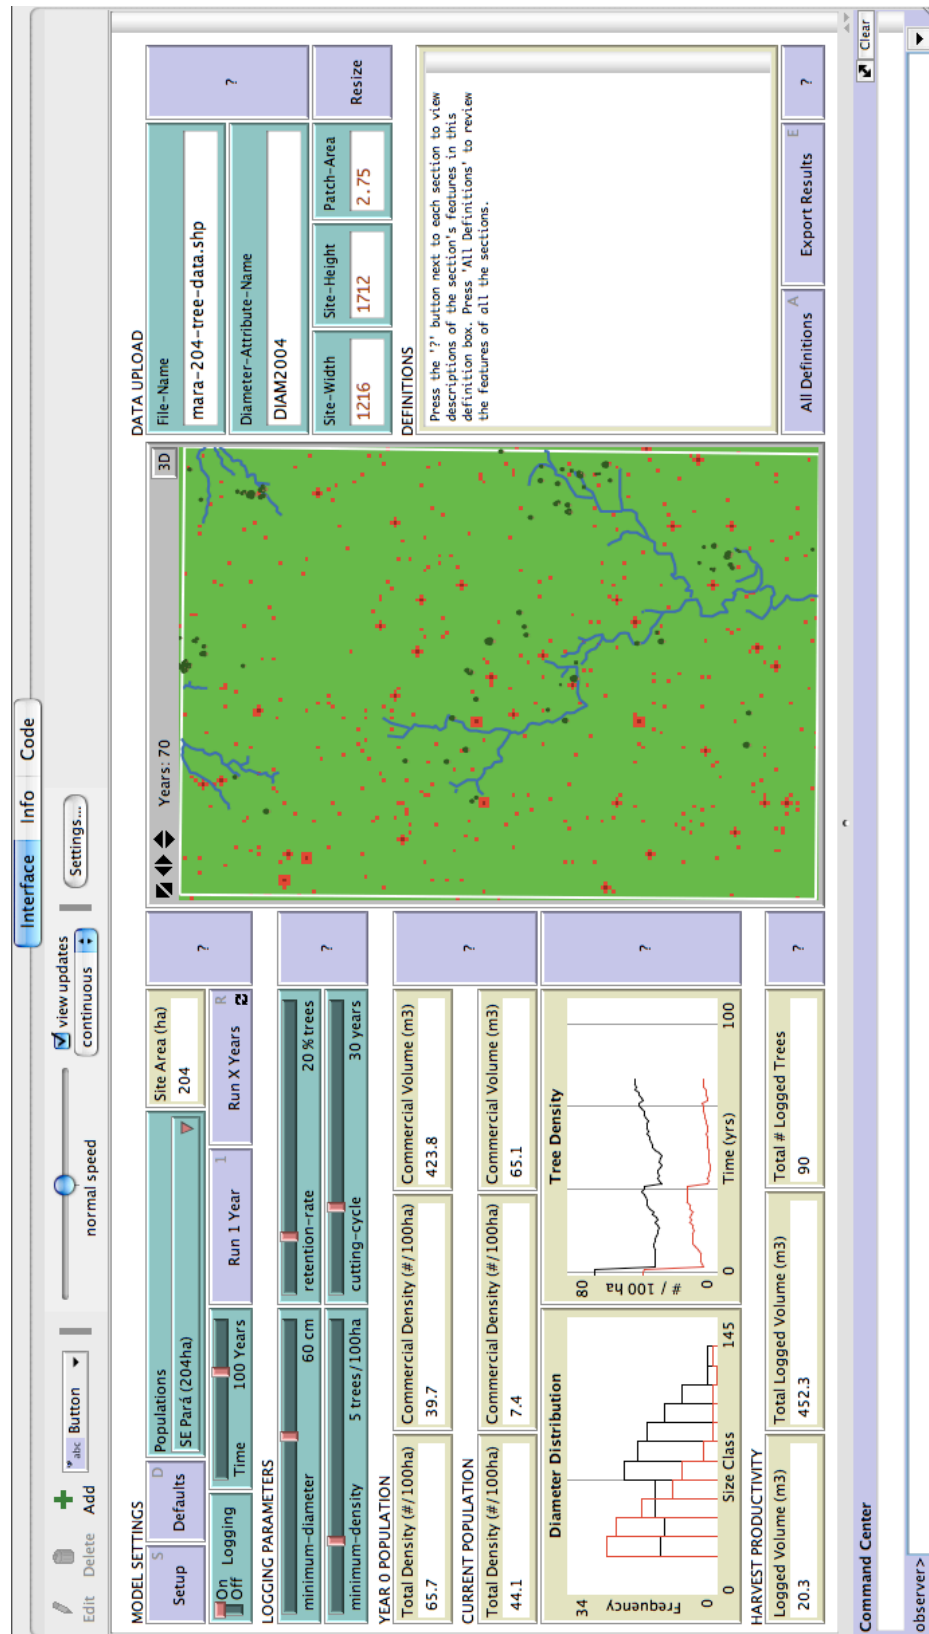 Interface Info Code
Edit Delete Add
abc Button
normal speed
view updates
continuous
Settings...
MODEL SETTINGS
Setup S
Defaults D
Populations
SE Pará (204ha)
Site Area (ha)
204
?
On
Off
Logging
Time 100 Years
Run 1 Year 1
Run X Years R
LOGGING PARAMETERS
minimum-diameter 60 cm
retention-rate 20 % trees
?
minimum-density 5 trees/100ha
cutting-cycle 30 years
YEAR 0 POPULATION
Total Density (#/100ha)
65.7
Commercial Density (#/100ha)
39.7
Commercial Volume (m3)
423.8
?
CURRENT POPULATION
Total Density (#/100ha)
44.1
Commercial Density (#/100ha)
7.4
Commercial Volume (m3)
65.1
Diameter Distribution
34
Frequency
0
0 Size Class 145
Tree Density
80
# / 100 ha
0
0 Time (yrs) 100
?
HARVEST PRODUCTIVITY
Logged Volume (m3)
20.3
Total Logged Volume (m3)
452.3
Total # Logged Trees
90
?
Years: 70
3D
DATA UPLOAD
File-Name
mara-204-tree-data.shp
?
Diameter-Attribute-Name
DIAM2004
Site-Width
1216
Site-Height
1712
Patch-Area
2.75
Resize
DEFINITIONS
Press the '?' button next to each section to view
descriptions of the section's features in this
definition box. Press 'All Definitions' to review
the features of all the sections.
All Definitions A
Export Results E
?
Command Center
Clear
observer>